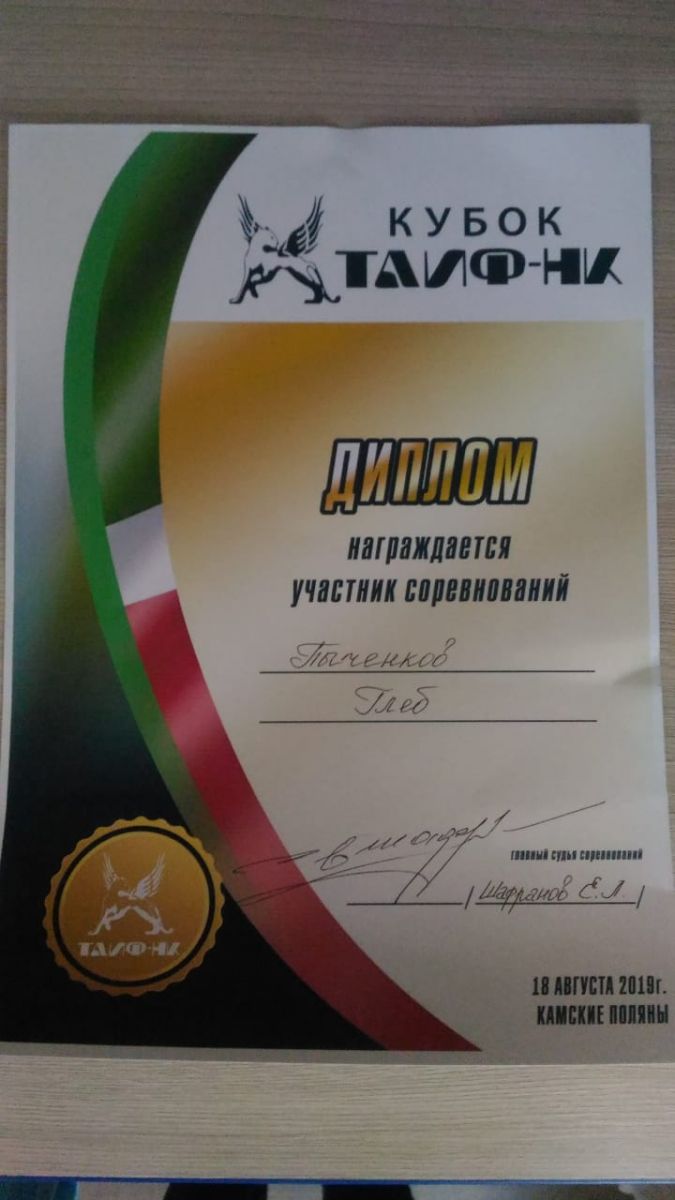 КУБОК
ТАИФ-НК
ДИПЛОМ
награждается
участник соревнований
Пыченков
Глеб
главный судья соревнований
/Шафранов Е.Л./
ТАИФ-НК
18 АВГУСТА 2019г.
КАМСКИЕ ПОЛЯНЫ